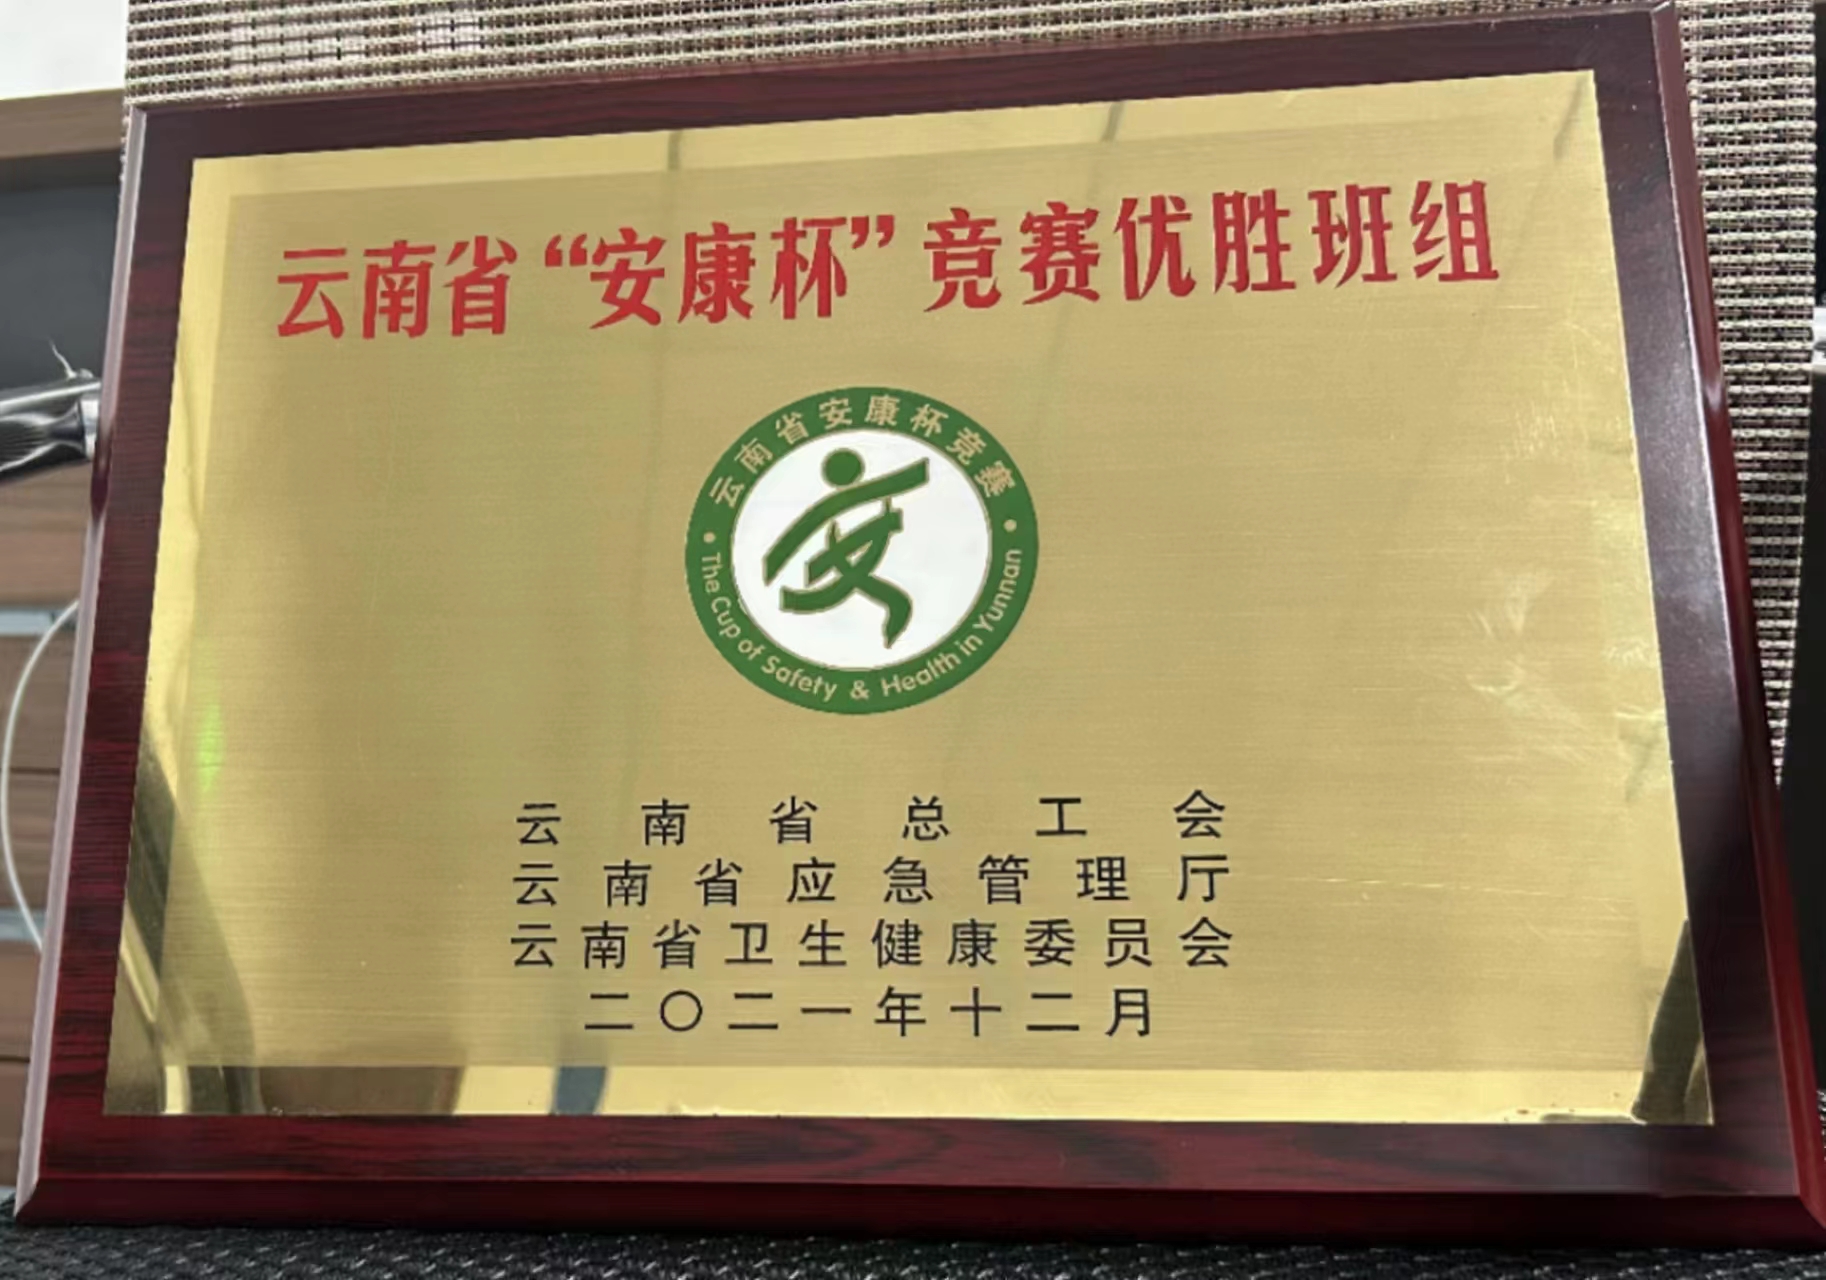 云南省“安康杯”竞赛优胜班组
云南省安康杯竞赛
The Cup of Safety & Health in Yunnan
云南省总工会
云南省应急管理厅
云南省卫生健康委员会
二〇二一年十二月